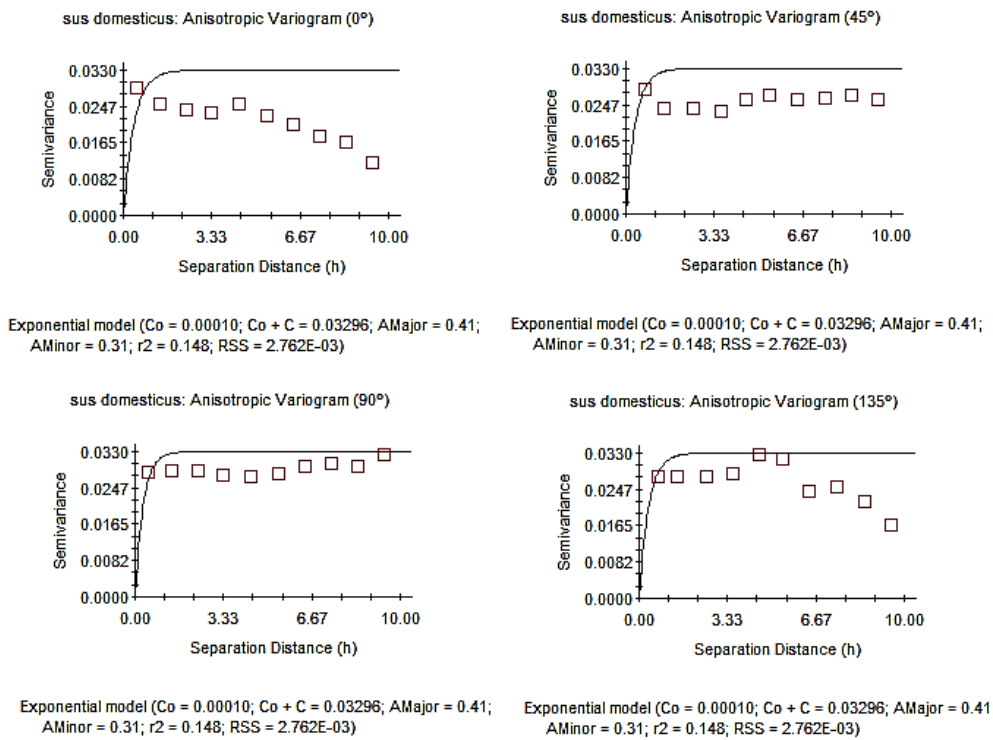 sus domesticus: Anisotropic Variogram (0º)
0.0330
0.0247
0.0165
0.0082
0.0000
Semivariance
0.00 3.33 6.67 10.00
Separation Distance (h)
Exponential model (Co = 0.00010; Co + C = 0.03296; AMajor = 0.41;
AMinor = 0.31; r2 = 0.148; RSS = 2.762E-03)
sus domesticus: Anisotropic Variogram (45º)
0.0330
0.0247
0.0165
0.0082
0.0000
Semivariance
0.00 3.33 6.67 10.00
Separation Distance (h)
Exponential model (Co = 0.00010; Co + C = 0.03296; AMajor = 0.41;
AMinor = 0.31; r2 = 0.148; RSS = 2.762E-03)
sus domesticus: Anisotropic Variogram (90º)
0.0330
0.0247
0.0165
0.0082
0.0000
Semivariance
0.00 3.33 6.67 10.00
Separation Distance (h)
Exponential model (Co = 0.00010; Co + C = 0.03296; AMajor = 0.41;
AMinor = 0.31; r2 = 0.148; RSS = 2.762E-03)
sus domesticus: Anisotropic Variogram (135º)
0.0330
0.0247
0.0165
0.0082
0.0000
Semivariance
0.00 3.33 6.67 10.00
Separation Distance (h)
Exponential model (Co = 0.00010; Co + C = 0.03296; AMajor = 0.41
AMinor = 0.31; r2 = 0.148; RSS = 2.762E-03)